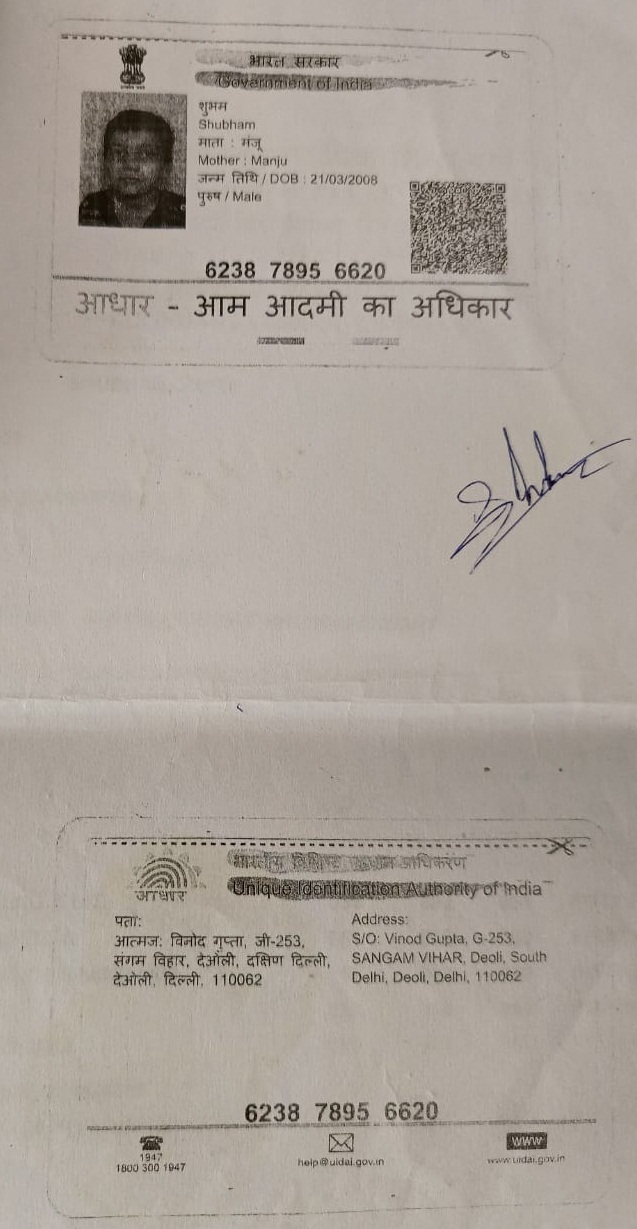 भारत सरकार
Government of India
शुभम
Shubham
माता : मंजू
Mother : Manju
जन्म तिथि / DOB : 21/03/2008
पुरुष / Male
6238 7895 6620
आधार - आम आदमी का अधिकार
आधार
Unique Identification Authority of India
पता:
आत्मज: विनोद गुप्ता, जी-253,
संगम विहार, देओली, दक्षिण दिल्ली,
देओली, दिल्ली, 110062
Address:
S/O: Vinod Gupta, G-253,
SANGAM VIHAR, Deoli, South
Delhi, Deoli, Delhi, 110062
6238 7895 6620
1947
1800 300 1947
help@uidai.gov.in
www
www.uidai.gov.in